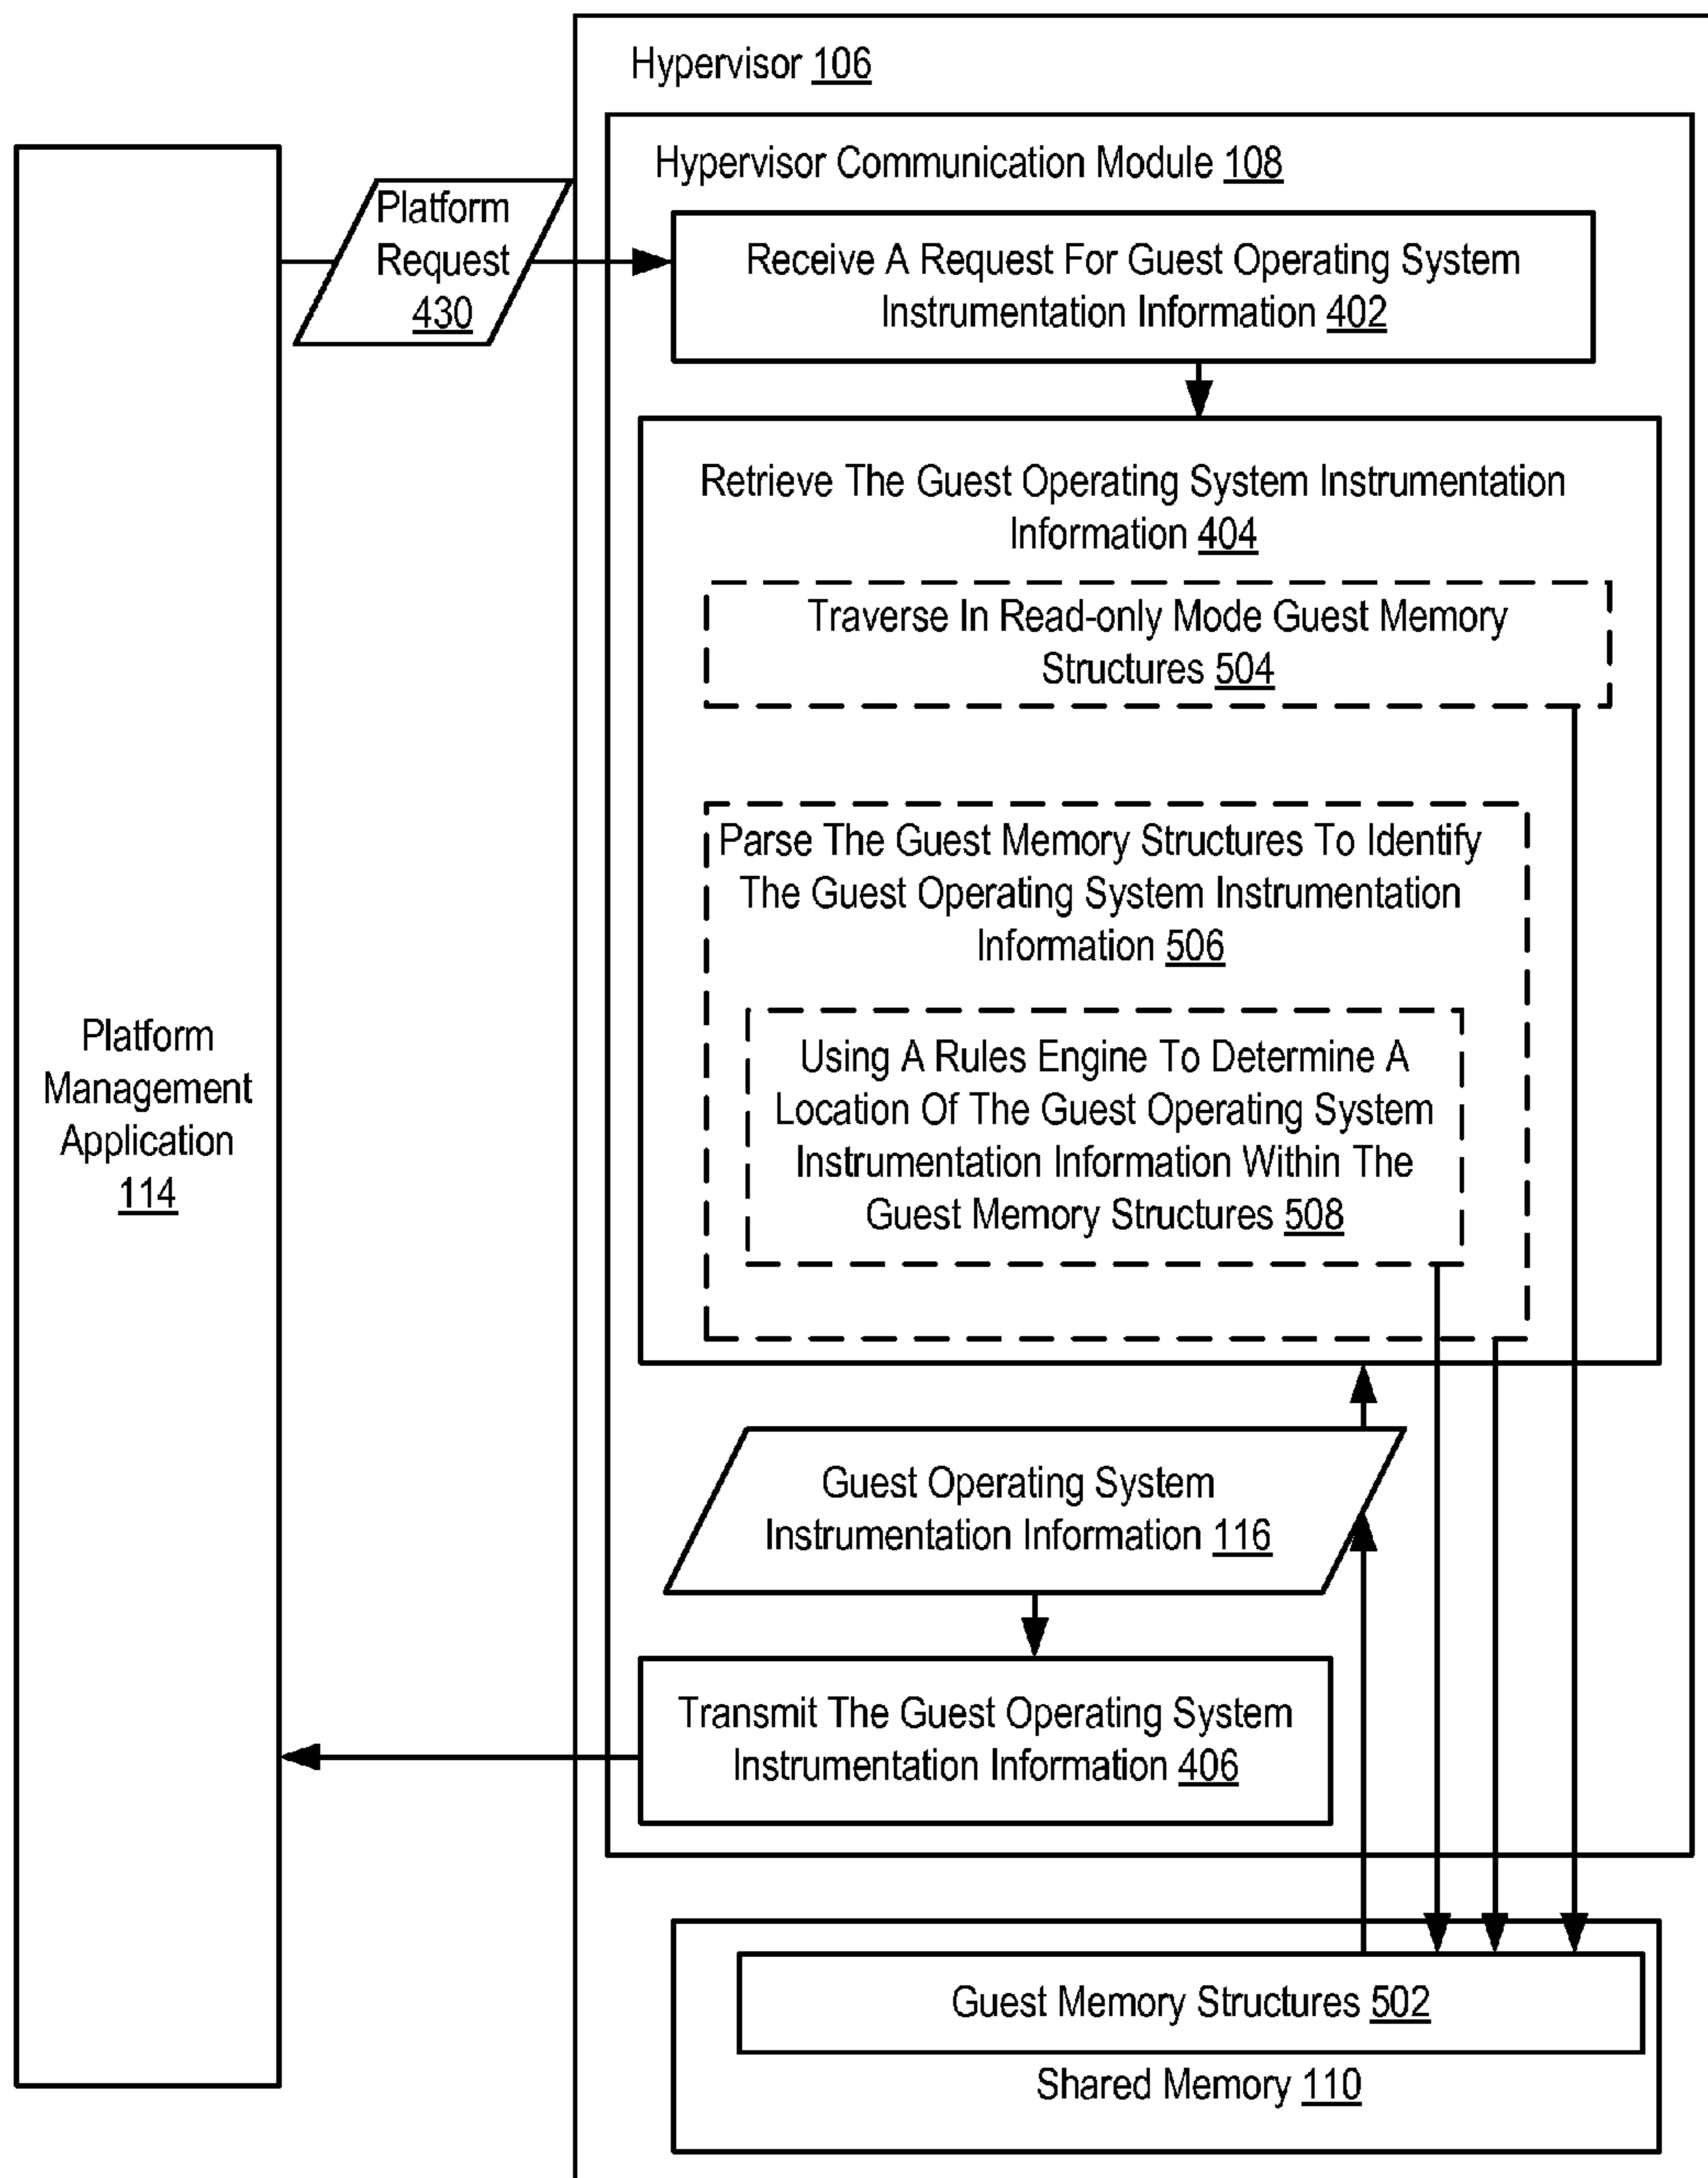 Hypervisor 106
Hypervisor Communication Module 108
Platform
Request
430
Receive A Request For Guest Operating System
Instrumentation Information 402
Retrieve The Guest Operating System Instrumentation
Information 404
Traverse In Read-only Mode Guest Memory
Structures 504
Parse The Guest Memory Structures To Identify
The Guest Operating System Instrumentation
Information 506
Using A Rules Engine To Determine A
Location Of The Guest Operating System
Instrumentation Information Within The
Guest Memory Structures 508
Platform
Management
Application
114
Guest Operating System
Instrumentation Information 116
Transmit The Guest Operating System
Instrumentation Information 406
Guest Memory Structures 502
Shared Memory 110